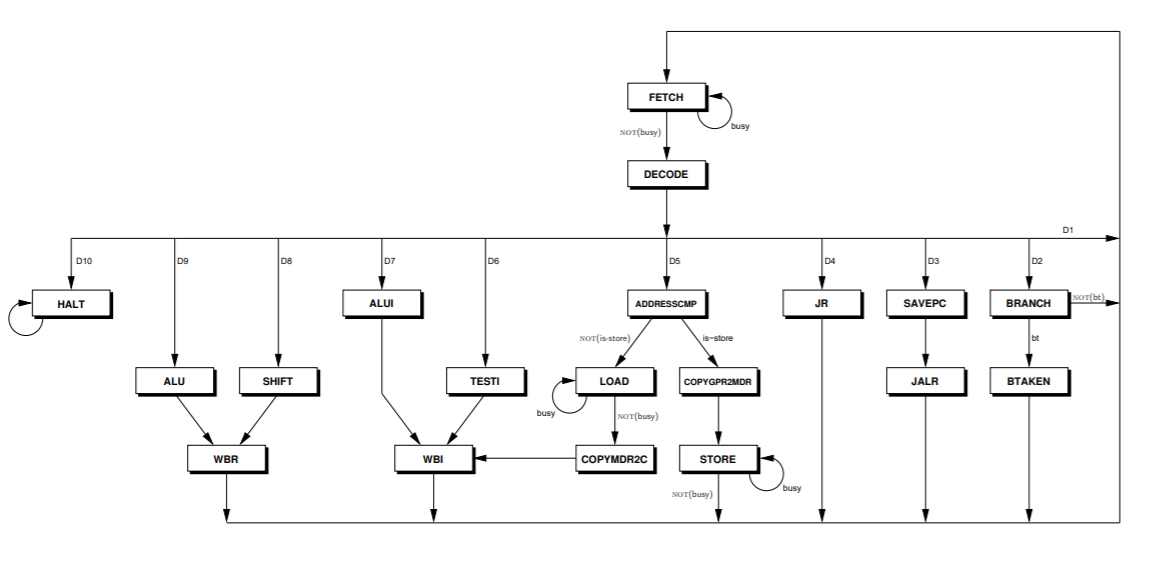 FETCH
busy
NOT(busy)
DECODE
D1
D10
D9
D8
D7
D6
D5
D4
D3
D2
HALT
ALUI
ADDRESSCMP
JR
SAVEPC
BRANCH
NOT(bt)
NOT(is-store)
is-store
bt
ALU
SHIFT
TESTI
LOAD
COPYGPR2MDR
JALR
BTAKEN
busy
NOT(busy)
WBR
WBI
COPYMDR2C
STORE
NOT(busy)
busy